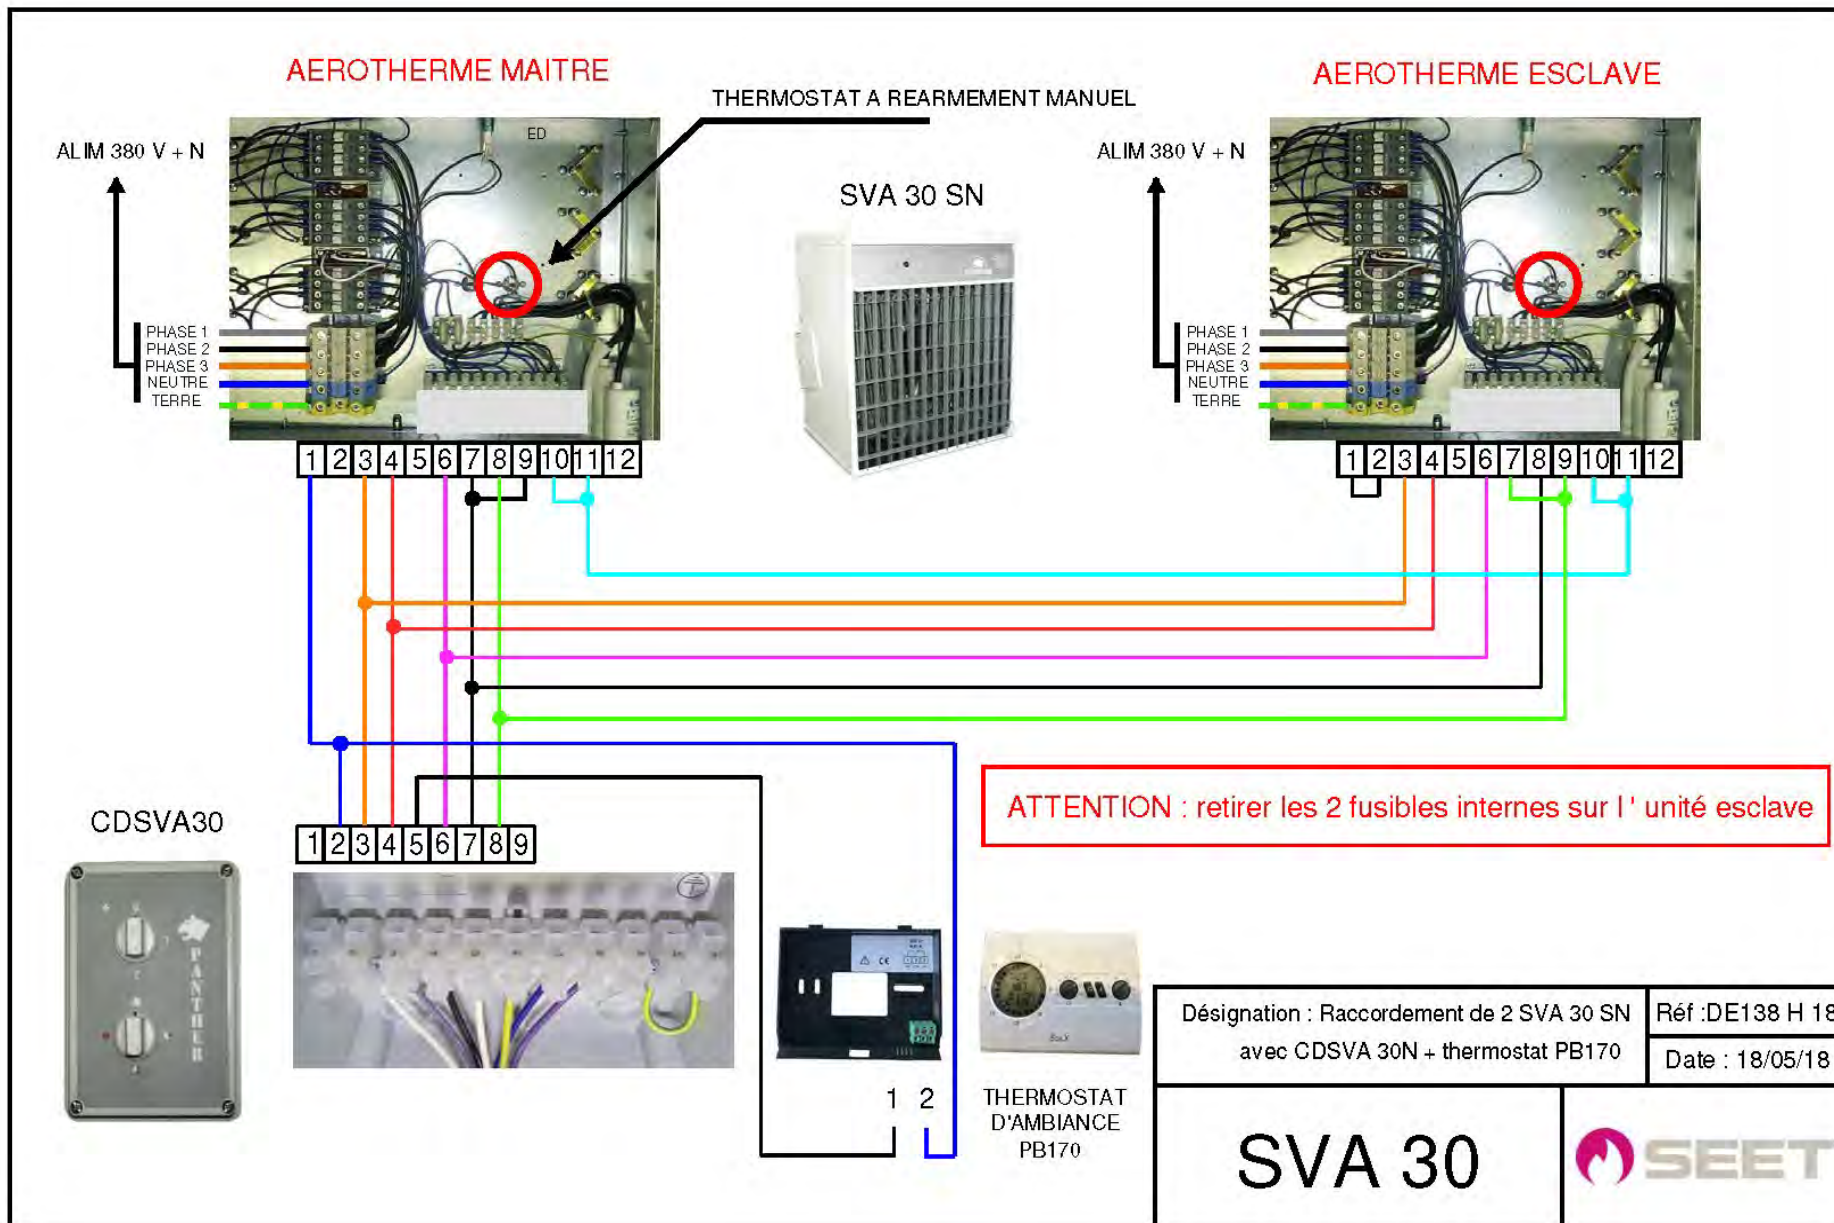 AEROTHERME MAITRE
AEROTHERME ESCLAVE
THERMOSTAT A REARMEMENT MANUEL
ED
ALIM 380 V + N
ALIM 380 V + N
SVA 30 SN
PHASE 1
PHASE 2
PHASE 3
NEUTRE
TERRE
PHASE 1
PHASE 2
PHASE 3
NEUTRE
TERRE
1 2 3 4 5 6 7 8 9 10 11 12
1 2 3 4 5 6 7 8 9 10 11 12
ATTENTION : retirer les 2 fusibles internes sur l ' unité esclave
CDSVA30
1 2 3 4 5 6 7 8 9
PANTHER
CE
1 2
THERMOSTAT
D'AMBIANCE
PB170
Désignation : Raccordement de 2 SVA 30 SN
avec CDSVA 30N + thermostat PB170
Réf :DE138 H 18
Date : 18/05/18
SVA 30
SEET